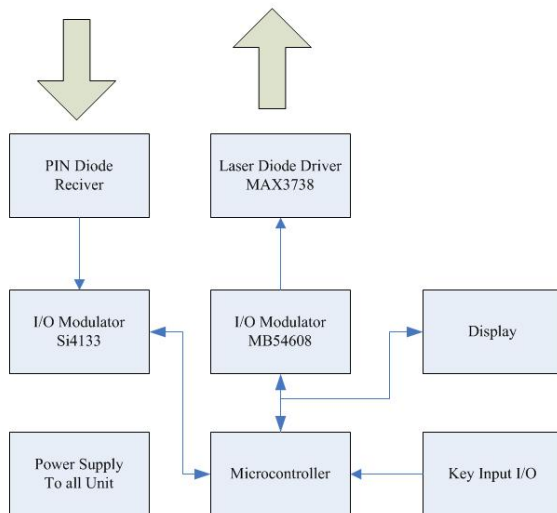 PIN Diode
Reciver
Laser Diode Driver
MAX3738
I/O Modulator
Si4133
I/O Modulator
MB54608
Display
Power Supply
To all Unit
Microcontroller
Key Input I/O